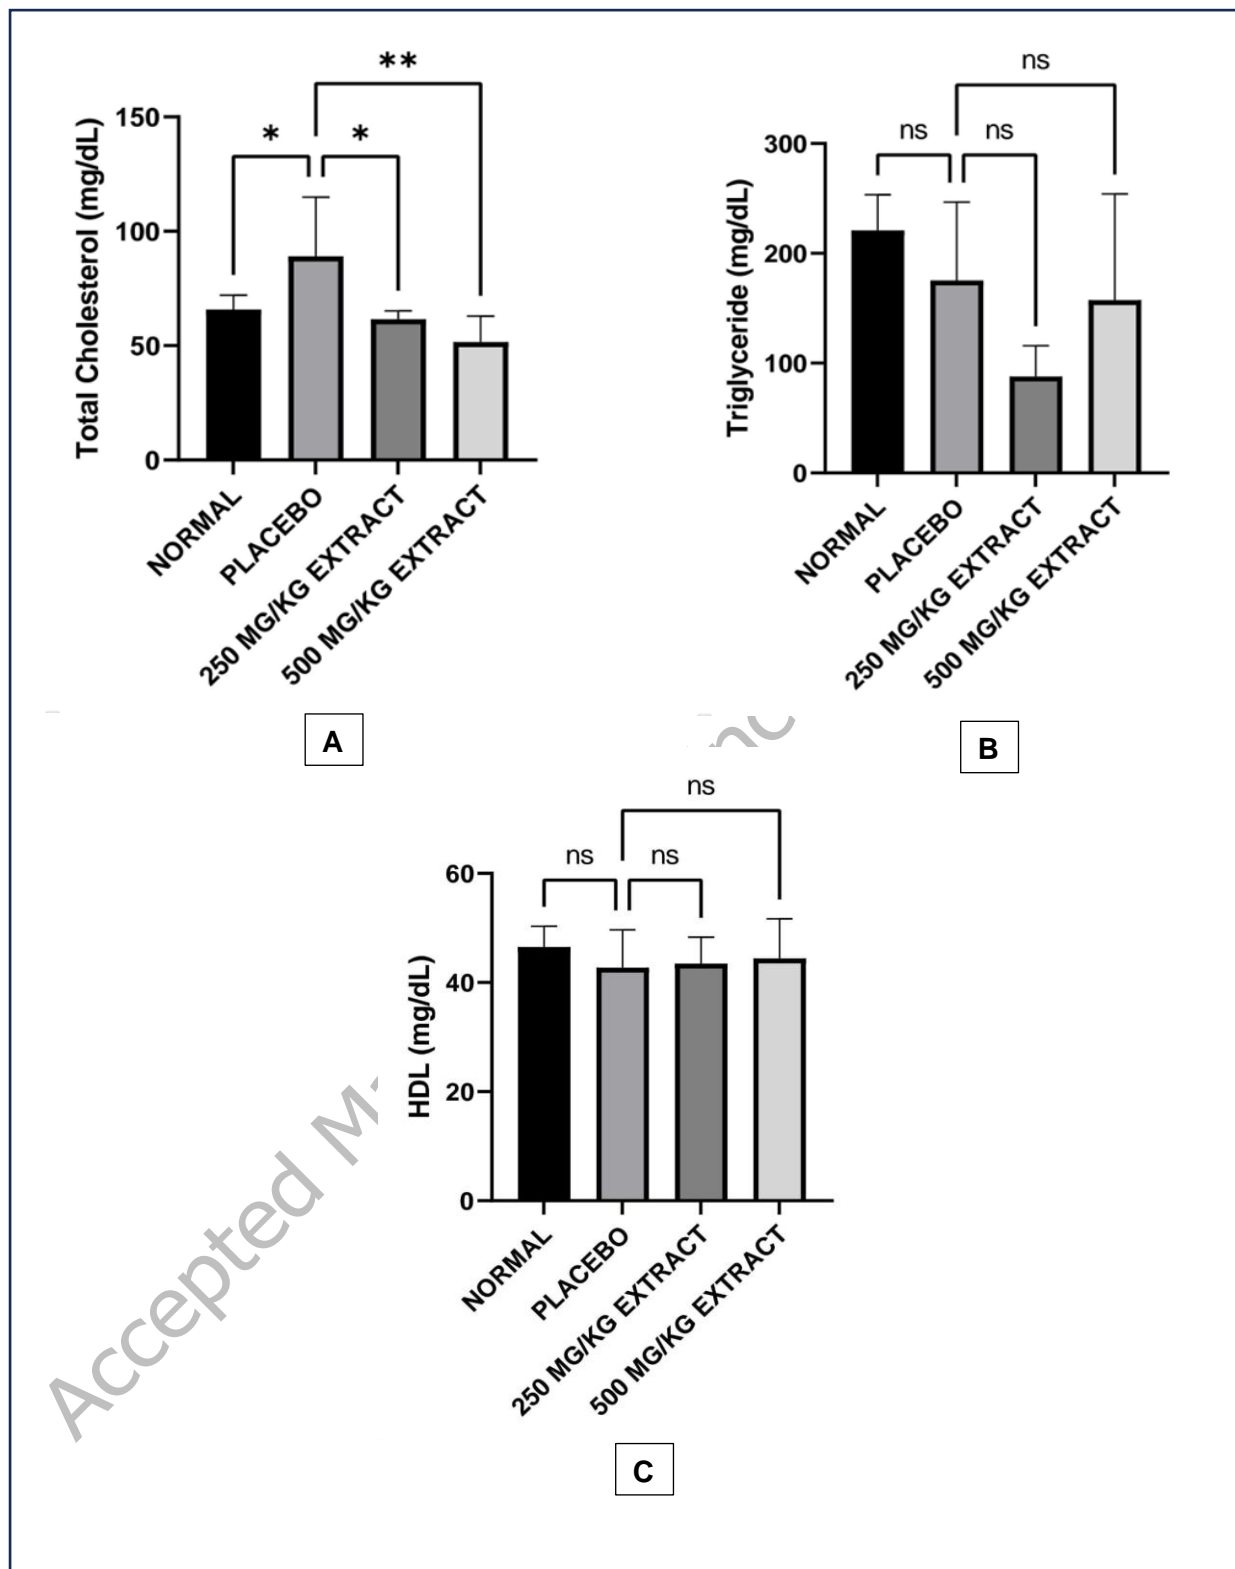 **
* *
150
100
50
0
Total Cholesterol (mg/dL)
NORMAL
PLACEBO
250 MG/KG EXTRACT
500 MG/KG EXTRACT
A
ns
ns ns
300
200
100
0
Triglyceride (mg/dL)
NORMAL
PLACEBO
250 MG/KG EXTRACT
500 MG/KG EXTRACT
B
ns
ns ns
60
40
20
0
HDL (mg/dL)
NORMAL
PLACEBO
250 MG/KG EXTRACT
500 MG/KG EXTRACT
C
Accepted